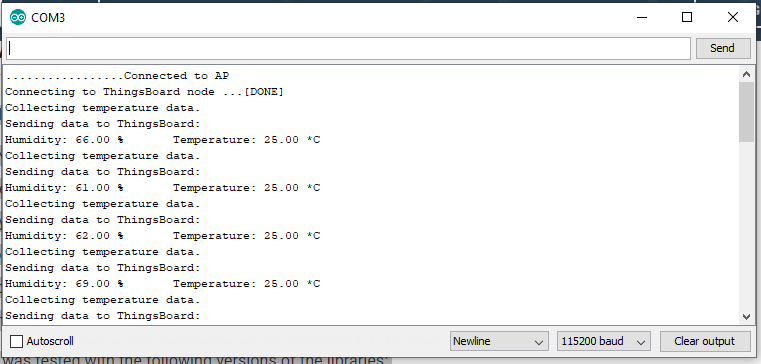 COM3
Send
.................Connected to AP
Connecting to ThingsBoard node ...[DONE]
Collecting temperature data.
Sending data to ThingsBoard:
Humidity: 66.00 %       Temperature: 25.00 *C
Collecting temperature data.
Sending data to ThingsBoard:
Humidity: 61.00 %       Temperature: 25.00 *C
Collecting temperature data.
Sending data to ThingsBoard:
Humidity: 62.00 %       Temperature: 25.00 *C
Collecting temperature data.
Sending data to ThingsBoard:
Humidity: 69.00 %       Temperature: 25.00 *C
Collecting temperature data.
Sending data to ThingsBoard:
Autoscroll Newline 115200 baud Clear output
was tested with the following versions of the libraries: